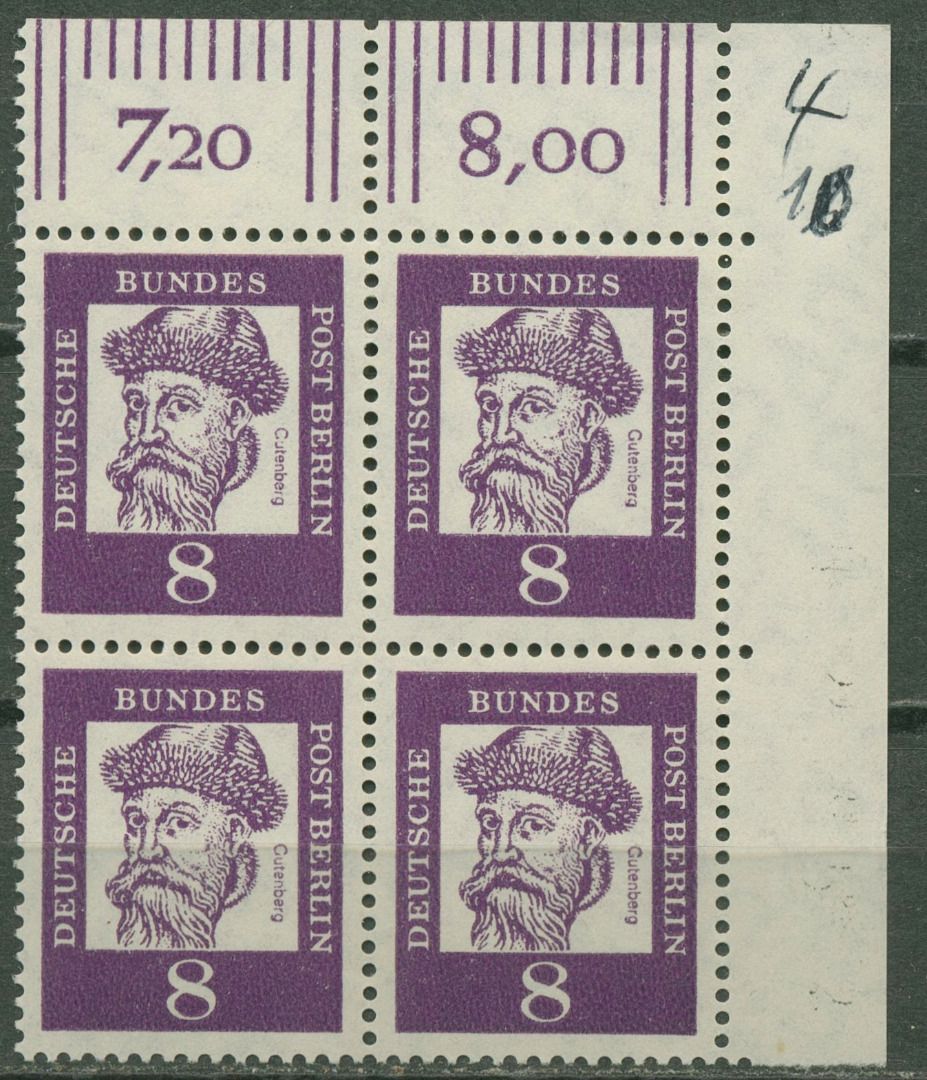 7,20 8,00
4
10
BUNDES
DEUTSCHE
POST BERLIN
Gutenberg
8
BUNDES
DEUTSCHE
POST BERLIN
Gutenberg
8
BUNDES
DEUTSCHE
POST BERLIN
Gutenberg
8
BUNDES
DEUTSCHE
POST BERLIN
Gutenberg
8